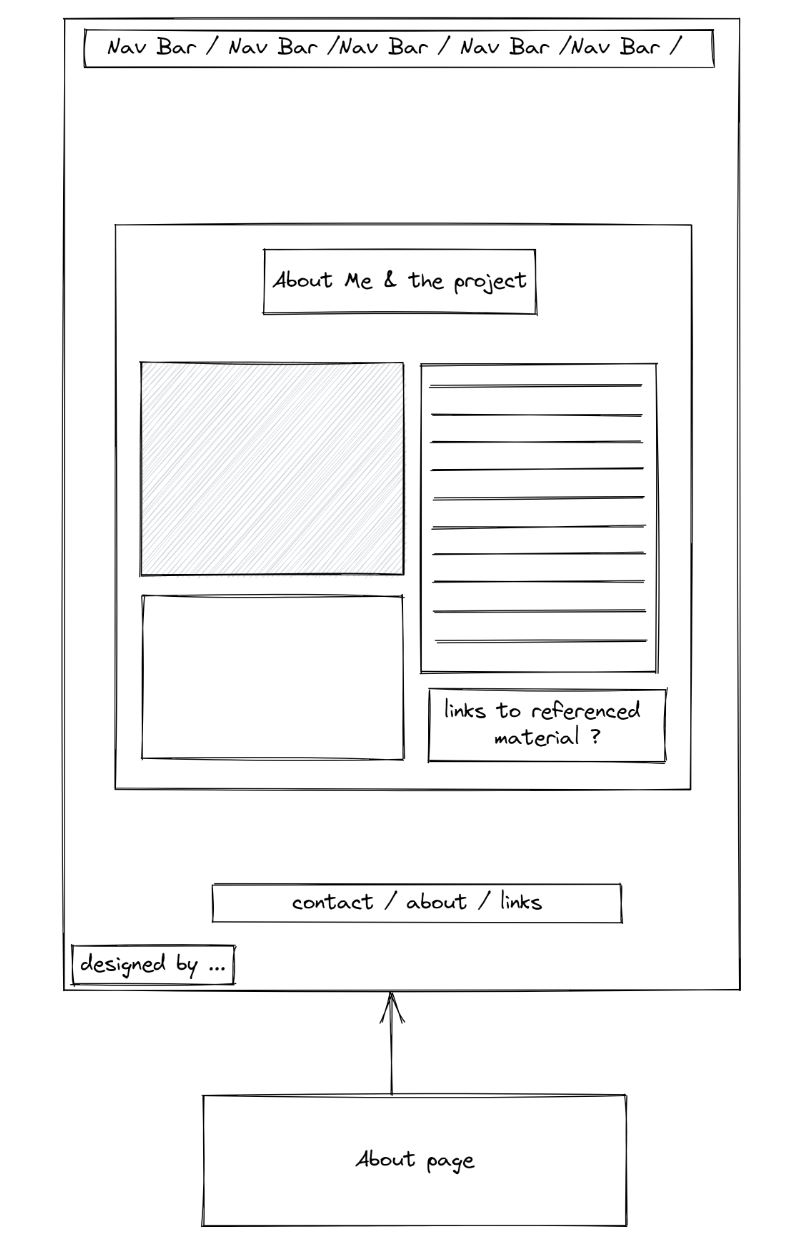 Nav Bar / Nav Bar /Nav Bar / Nav Bar /Nav Bar /
About Me & the project
links to referenced
material ?
contact / about / links
designed by ...
About page